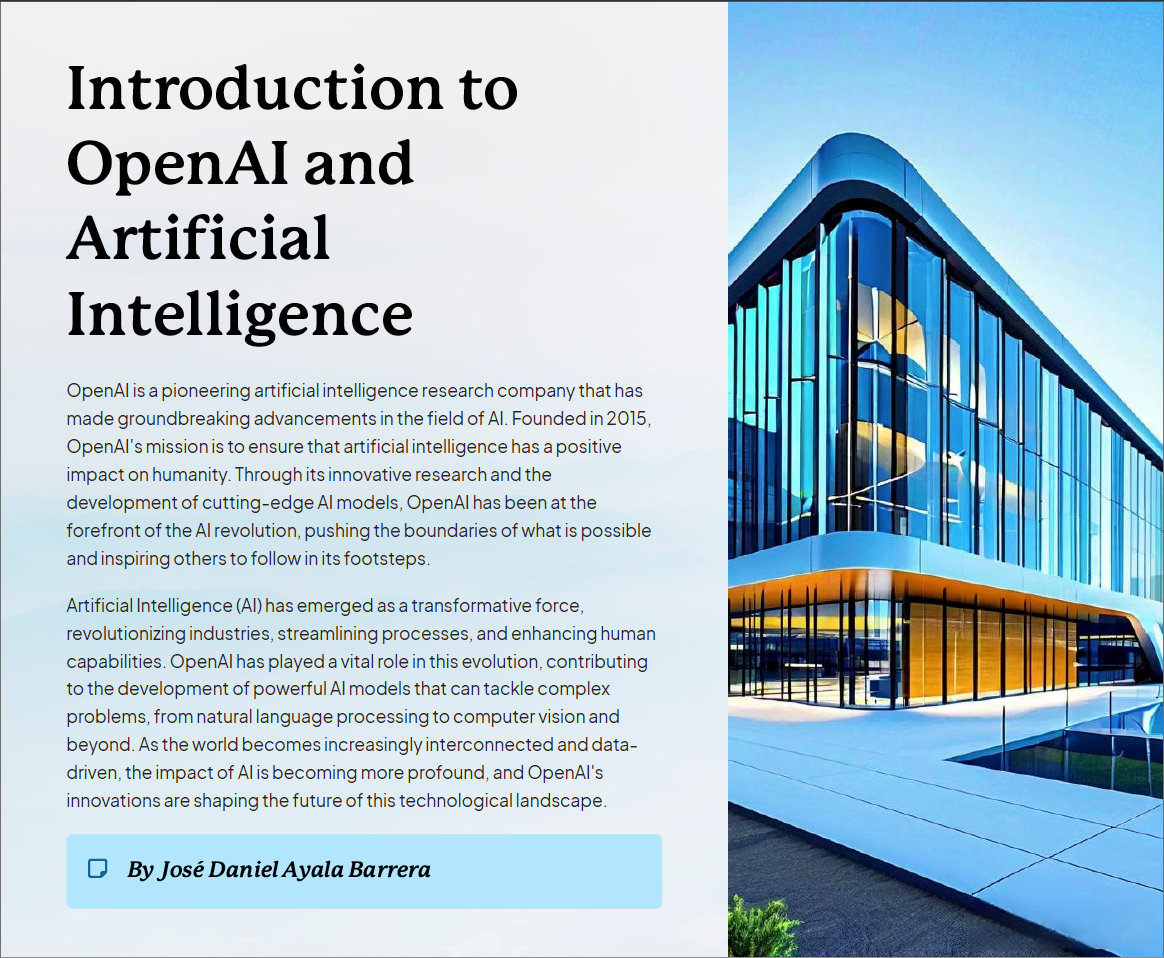 Introduction to
OpenAI and
Artificial
Intelligence
OpenAI is a pioneering artificial intelligence research company that has
made groundbreaking advancements in the field of AI. Founded in 2015,
OpenAI's mission is to ensure that artificial intelligence has a positive
impact on humanity. Through its innovative research and the
development of cutting-edge AI models, OpenAI has been at the
forefront of the AI revolution, pushing the boundaries of what is possible
and inspiring others to follow in its footsteps.
Artificial Intelligence (AI) has emerged as a transformative force,
revolutionizing industries, streamlining processes, and enhancing human
capabilities. OpenAI has played a vital role in this evolution, contributing
to the development of powerful AI models that can tackle complex
problems, from natural language processing to computer vision and
beyond. As the world becomes increasingly interconnected and data-
driven, the impact of AI is becoming more profound, and OpenAI's
innovations are shaping the future of this technological landscape.
By José Daniel Ayala Barrera